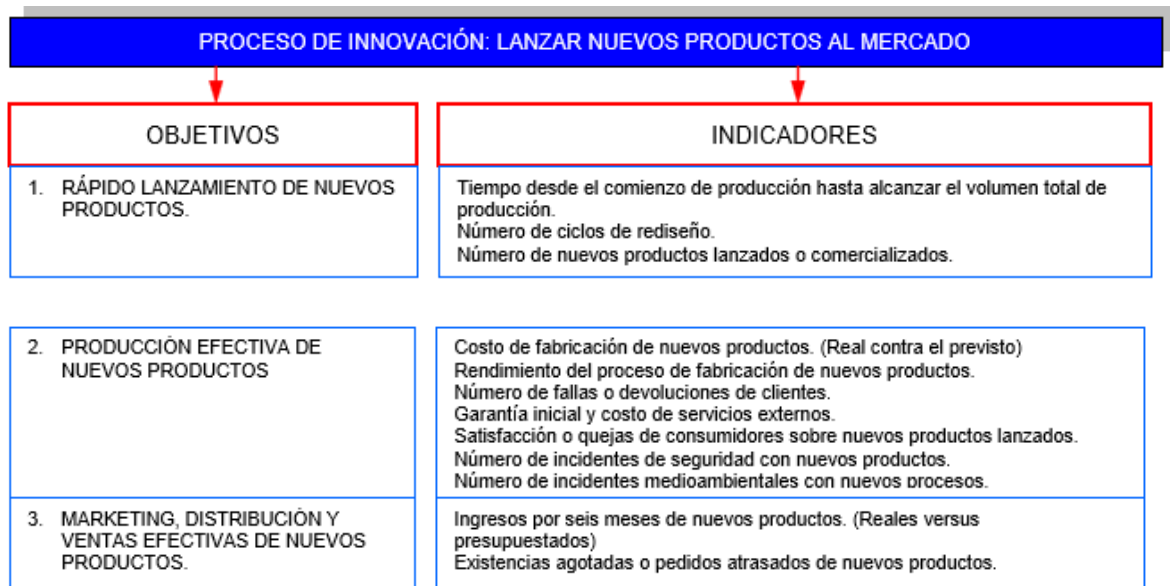 PROCESO DE INNOVACIÓN: LANZAR NUEVOS PRODUCTOS AL MERCADO
OBJETIVOS
INDICADORES
1. RÁPIDO LANZAMIENTO DE NUEVOS
PRODUCTOS.
Tiempo desde el comienzo de producción hasta alcanzar el volumen total de
producción.
Número de ciclos de rediseño.
Número de nuevos productos lanzados o comercializados.
2. PRODUCCIÓN EFECTIVA DE
NUEVOS PRODUCTOS
Costo de fabricación de nuevos productos. (Real contra el previsto)
Rendimiento del proceso de fabricación de nuevos productos.
Número de fallas o devoluciones de clientes.
Garantía inicial y costo de servicios externos.
Satisfacción o quejas de consumidores sobre nuevos productos lanzados.
Número de incidentes de seguridad con nuevos productos.
Número de incidentes medioambientales con nuevos procesos.
3. MARKETING, DISTRIBUCIÓN Y
VENTAS EFECTIVAS DE NUEVOS
PRODUCTOS.
Ingresos por seis meses de nuevos productos. (Reales versus
presupuestados)
Existencias agotadas o pedidos atrasados de nuevos productos.